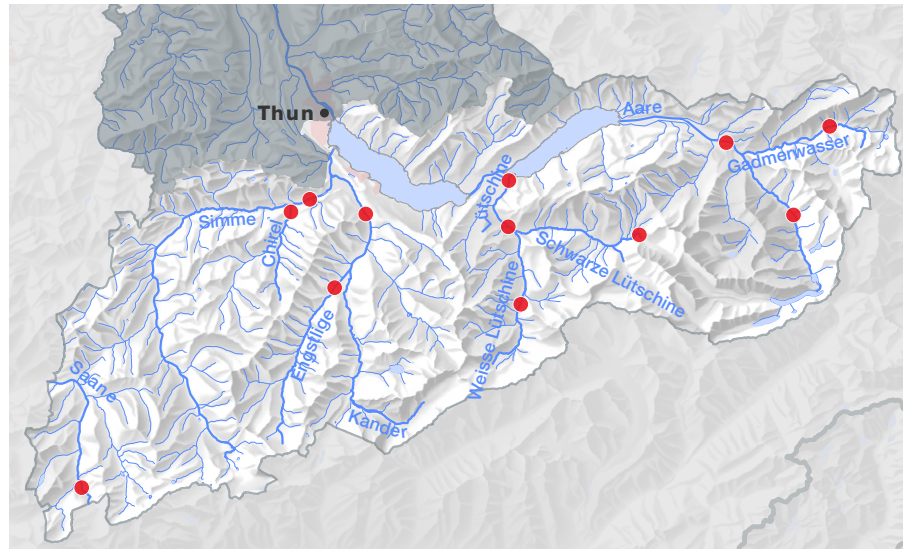 Thun
Aare
Gadmerwasser
Lütschine
Simme
Chirel
Schwarze Lütschine
Weisse Lütschine
Engstlige
Saane
Kander